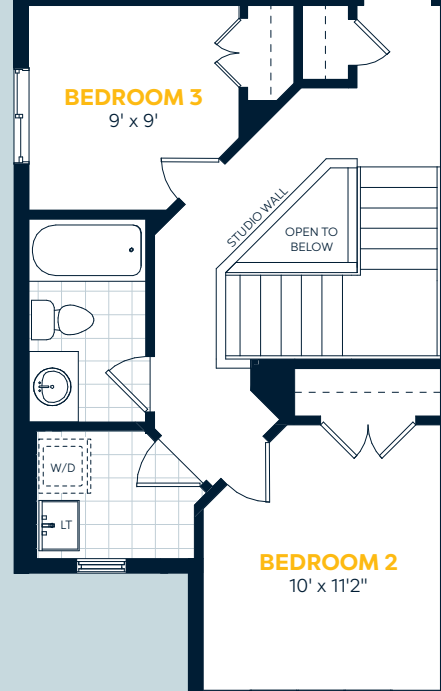 BEDROOM 3
9' x 9'
STUDIO WALL
OPEN TO
BELOW
W/D
LT
BEDROOM 2
10' x 11'2"